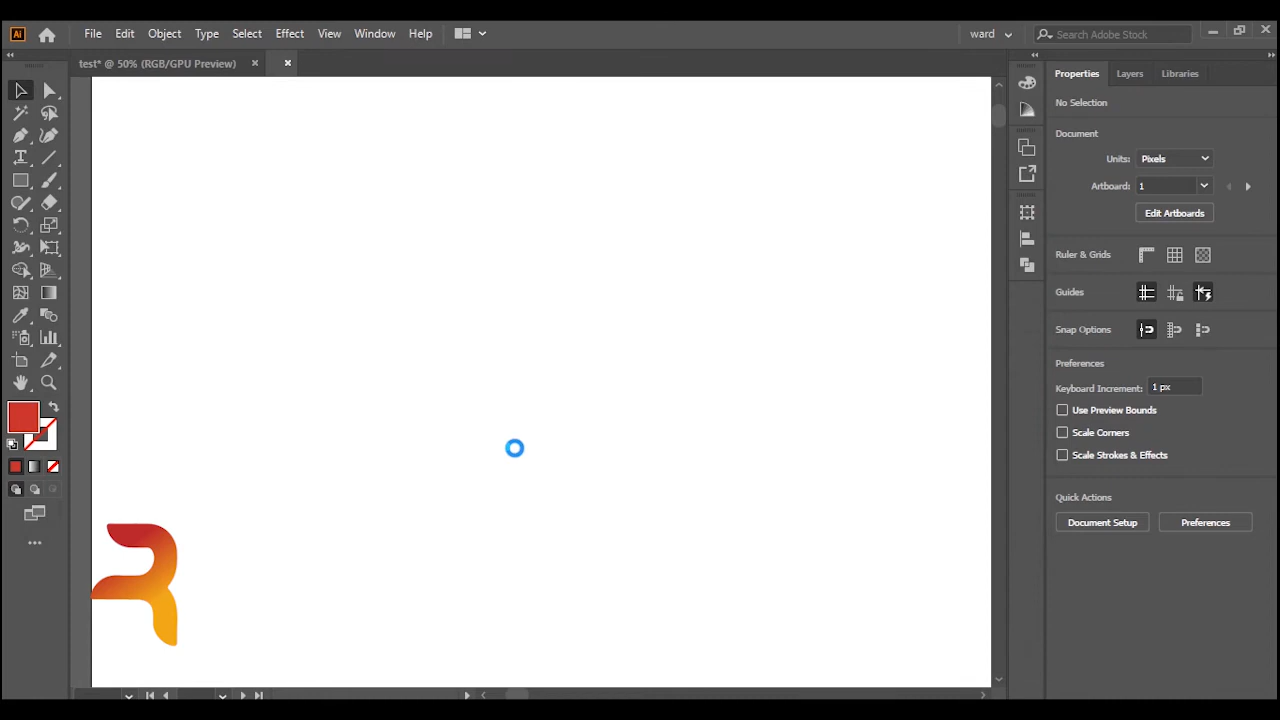 Ai
File Edit Object Type Select Effect View Window Help
ward
Search Adobe Stock
test* @ 50% (RGB/GPU Preview)
Properties Layers Libraries
No Selection
Document
Units: Pixels
Artboard: 1
Edit Artboards
Ruler & Grids
Guides
Snap Options
Preferences
Keyboard Increment: 1 px
Use Preview Bounds
Scale Corners
Scale Strokes & Effects
Quick Actions
Document Setup Preferences